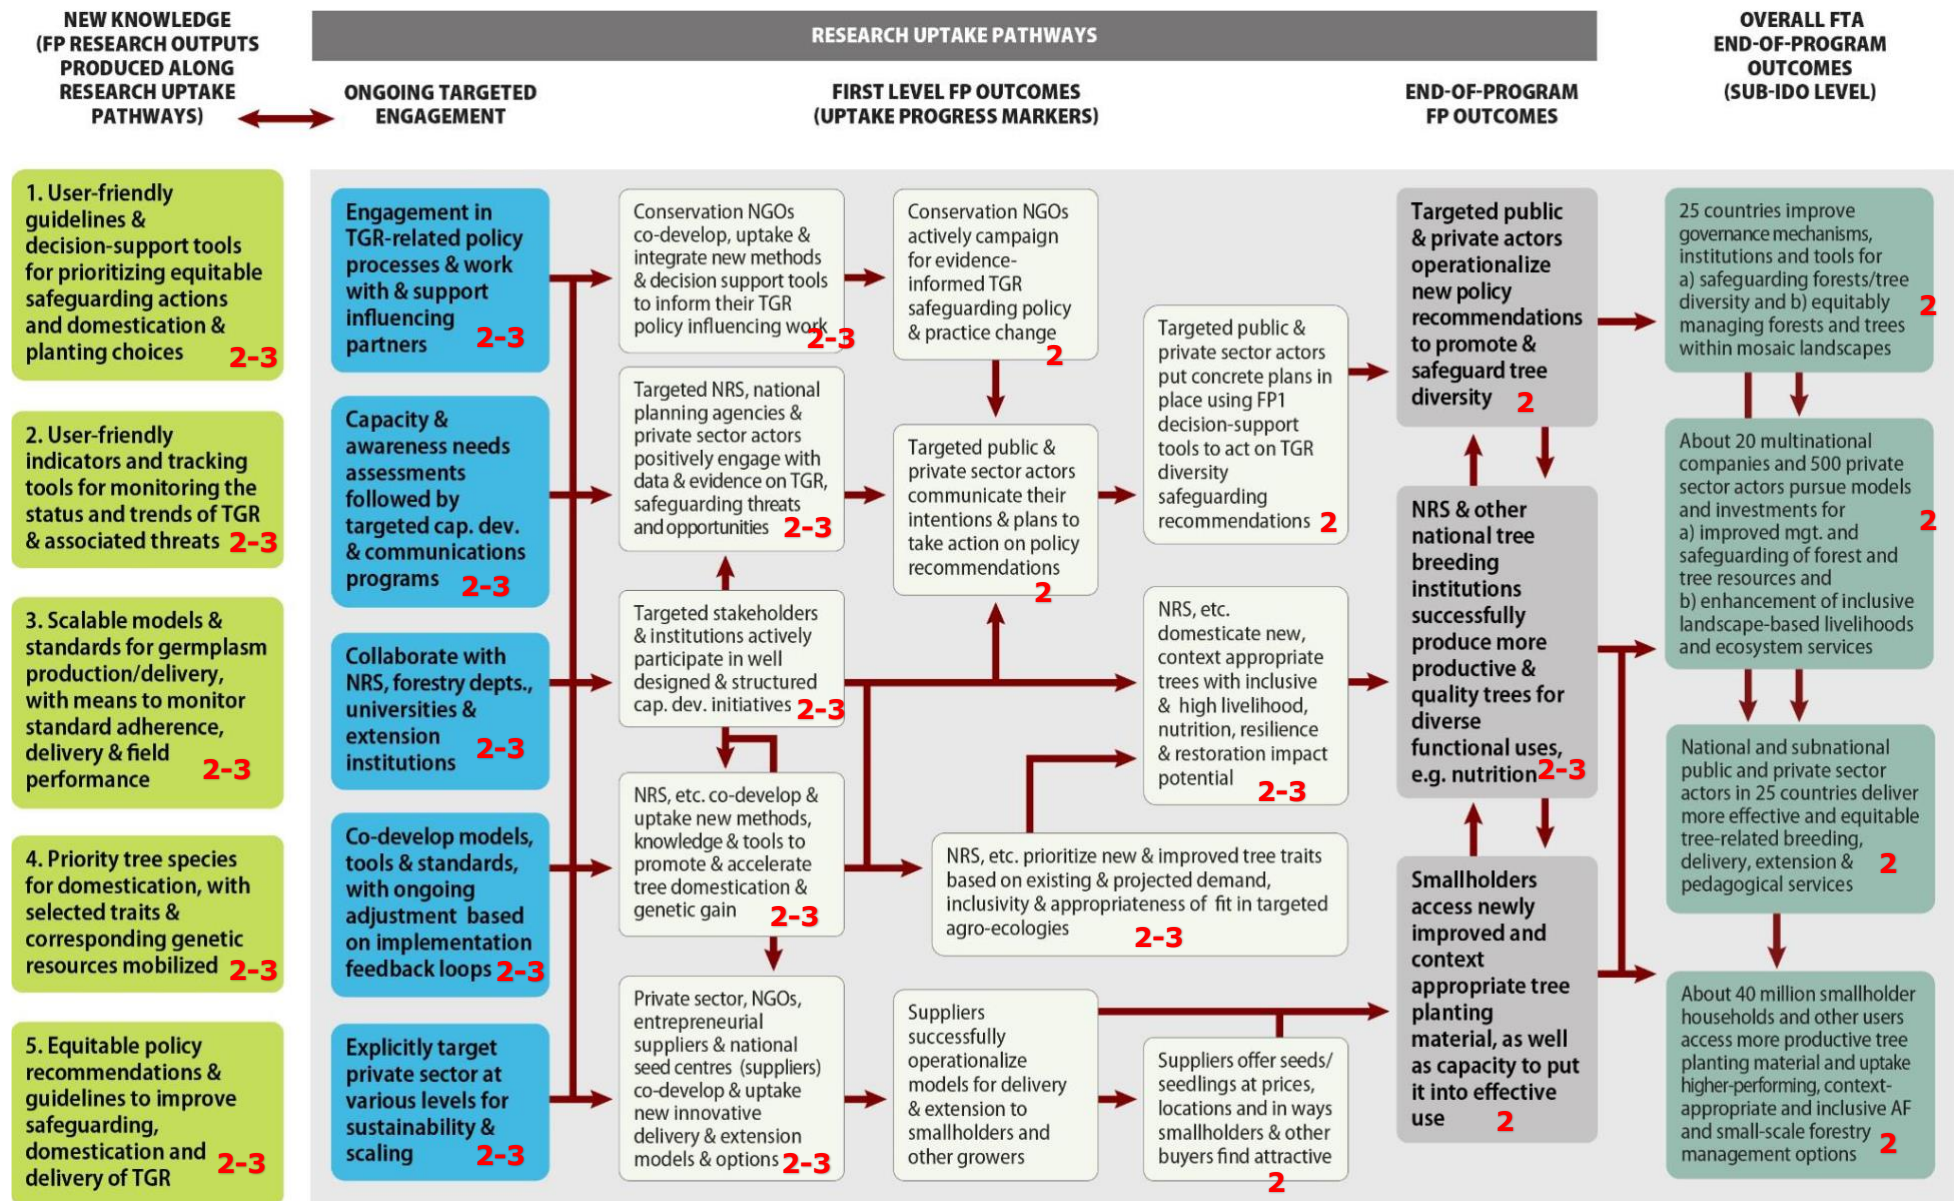 NEW KNOWLEDGE
(FP RESEARCH OUTPUTS
PRODUCED ALONG
RESEARCH UPTAKE
PATHWAYS)
RESEARCH UPTAKE PATHWAYS
ONGOING TARGETED
ENGAGEMENT
FIRST LEVEL FP OUTCOMES
(UPTAKE PROGRESS MARKERS)
END-OF-PROGRAM
FP OUTCOMES
OVERALL FTA
END-OF-PROGRAM
OUTCOMES
(SUB-IDO LEVEL)
1. User-friendly
guidelines &
decision-support tools
for prioritizing equitable
safeguarding actions
and domestication &
planting choices 2-3
2. User-friendly
indicators and tracking
tools for monitoring the
status and trends of TGR
& associated threats 2-3
3. Scalable models &
standards for germplasm
production/delivery,
with means to monitor
standard adherence,
delivery & field
performance 2-3
4. Priority tree species
for domestication, with
selected traits &
corresponding genetic
resources mobilized 2-3
5. Equitable policy
recommendations &
guidelines to improve
safeguarding,
domestication and
delivery of TGR 2-3
Engagement in
TGR-related policy
processes & work
with & support
influencing
partners 2-3
Capacity &
awareness needs
assessments
followed by
targeted cap. dev.
& communications
programs 2-3
Collaborate with
NRS, forestry depts.,
universities &
extension
institutions 2-3
Co-develop models,
tools & standards,
with ongoing
adjustment based
on implementation
feedback loops 2-3
Explicitly target
private sector at
various levels for
sustainability &
scaling 2-3
Conservation NGOs
co-develop, uptake &
integrate new methods
& decision support tools
to inform their TGR
policy influencing work
2-3
Targeted NRS, national
planning agencies &
private sector actors
positively engage with
data & evidence on TGR,
safeguarding threats
and opportunities 2-3
Targeted stakeholders
& institutions actively
participate in well
designed & structured
cap. dev. initiatives 2-3
NRS, etc. co-develop &
uptake new methods,
knowledge & tools to
promote & accelerate
tree domestication &
genetic gain 2-3
Private sector, NGOs,
entrepreneurial
suppliers & national
seed centres (suppliers)
co-develop & uptake
new innovative
delivery & extension
models & options 2-3
Conservation NGOs
actively campaign
for evidence-
informed TGR
safeguarding policy
& practice change
2
Targeted public &
private sector actors
communicate their
intentions & plans to
take action on policy
recommendations
2
NRS, etc. prioritize new & improved tree traits
based on existing & projected demand,
inclusivity & appropriateness of fit in targeted
agro-ecologies 2-3
Suppliers
successfully
operationalize
models for delivery
& extension to
smallholders and
other growers
Targeted public &
private sector actors
put concrete plans in
place using FP1
decision-support
tools to act on TGR
diversity
safeguarding
recommendations 2
NRS, etc.
domesticate new,
context appropriate
trees with inclusive
& high livelihood,
nutrition, resilience
& restoration impact
potential 2-3
Suppliers offer seeds/
seedlings at prices,
locations and in ways
smallholders & other
buyers find attractive
2
Targeted public
& private actors
operationalize
new policy
recommendations
to promote &
safeguard tree
diversity 2
NRS & other
national tree
breeding
institutions
successfully
produce more
productive &
quality trees for
diverse
functional uses,
e.g. nutrition 2-3
Smallholders
access newly
improved and
context
appropriate tree
planting
material, as well
as capacity to put
it into effective
use 2
25 countries improve
governance mechanisms,
institutions and tools for
a) safeguarding forests/tree
diversity and b) equitably 2
managing forests and trees
within mosaic landscapes
About 20 multinational
companies and 500 private
sector actors pursue models
and investments for 2
a) improved mgt. and
safeguarding of forest and
tree resources and
b) enhancement of inclusive
landscape-based livelihoods
and ecosystem services
National and subnational
public and private sector
actors in 25 countries deliver
more effective and equitable
tree-related breeding,
delivery, extension & 2
pedagogical services
About 40 million smallholder
households and other users
access more productive tree
planting material and uptake
higher-performing, context-
appropriate and inclusive AF
and small-scale forestry
management options 2